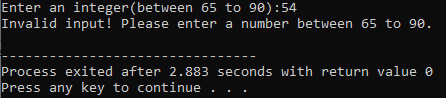 Enter an integer(between 65 to 90):54
Invalid input! Please enter a number between 65 to 90.
--------------------------------
Process exited after 2.883 seconds with return value 0
Press any key to continue . . .